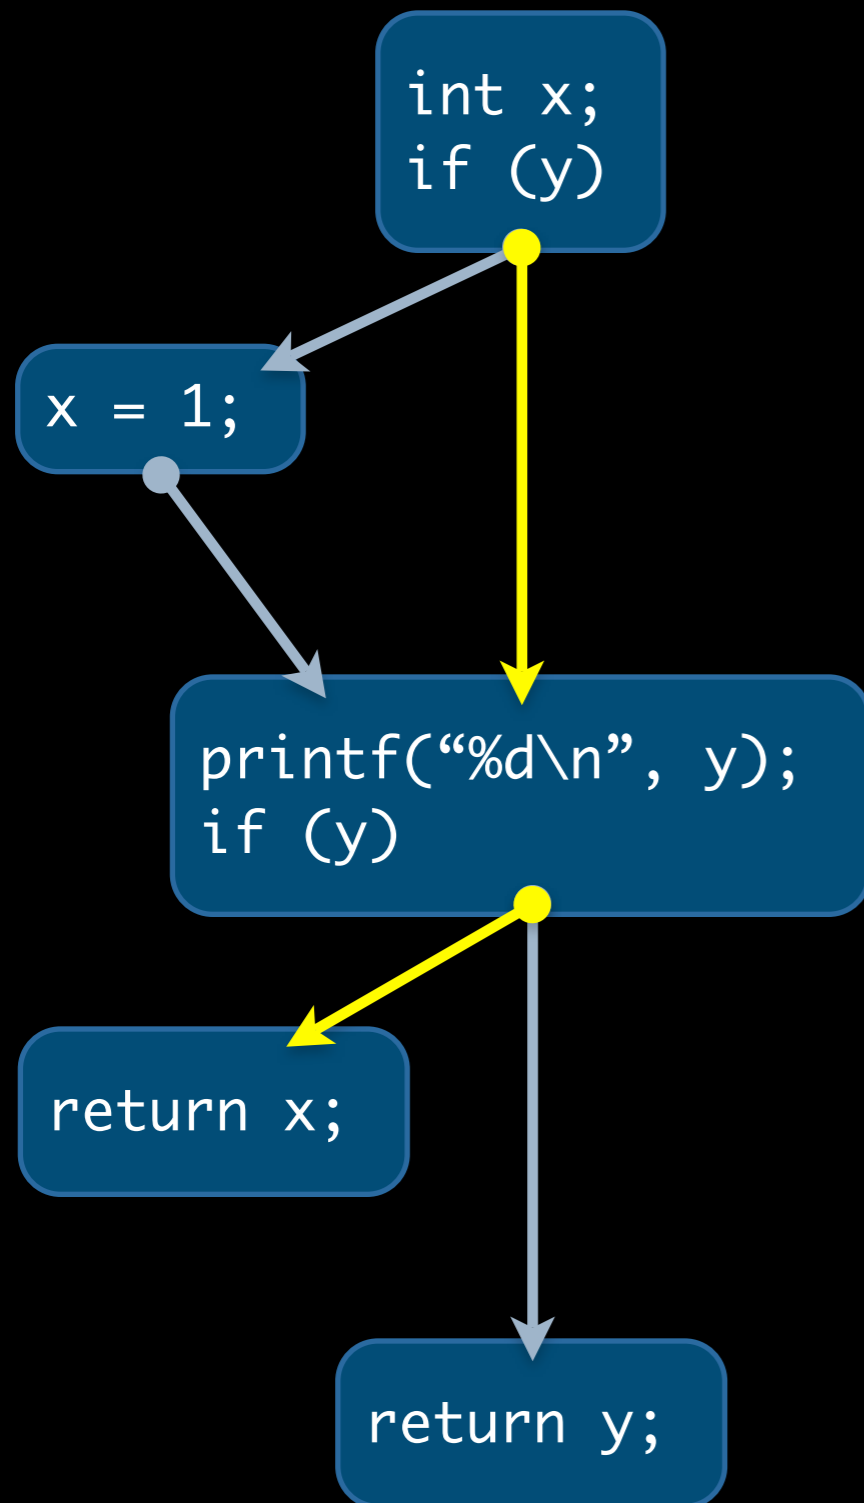 int x;
if (y)
x = 1;
printf(“%d\n”, y);
if (y)
return x;
return y;